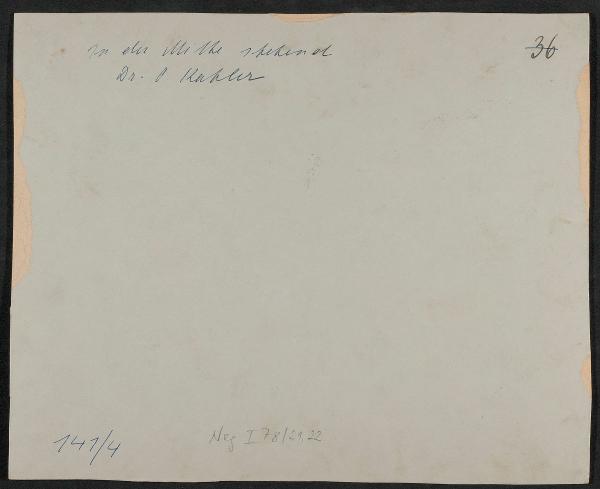 in der Mitte stehend
36
Dr. P Kahler
141/4
Neg I 78/21,22